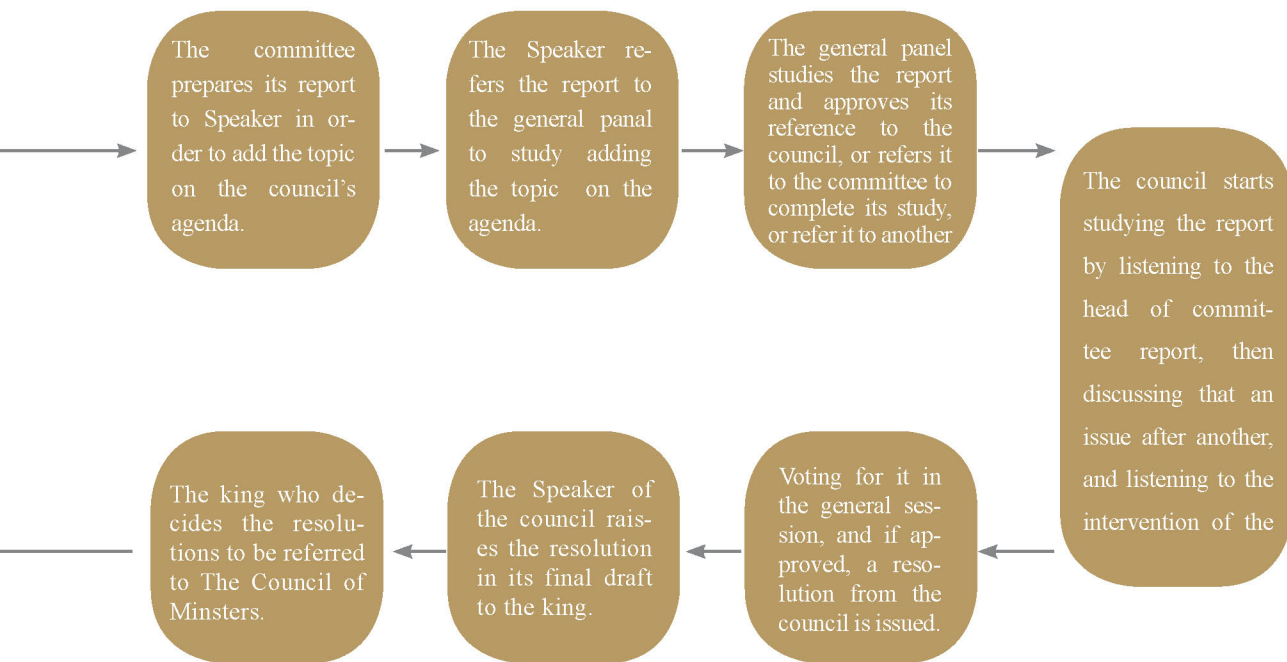 The committee
prepares its report
to Speaker in or-
der to add the topic
on the council's
agenda.
The Speaker re-
fers the report to
the general panal
to study adding
the topic on the
agenda.
The general panel
studies the report
and approves its
reference to the
council, or refers it
to the committee to
complete its study,
or refer it to another
The council starts
studying the report
by listening to the
head of commit-
tee report, then
discussing that an
issue after another,
and listening to the
intervention of the
Voting for it in
the general ses-
sion, and if ap-
proved, a reso-
lution from the
council is issued.
The Speaker of
the council rais-
es the resolution
in its final draft
to the king.
The king who de-
cides the resolu-
tions to be referred
to The Council of
Minsters.